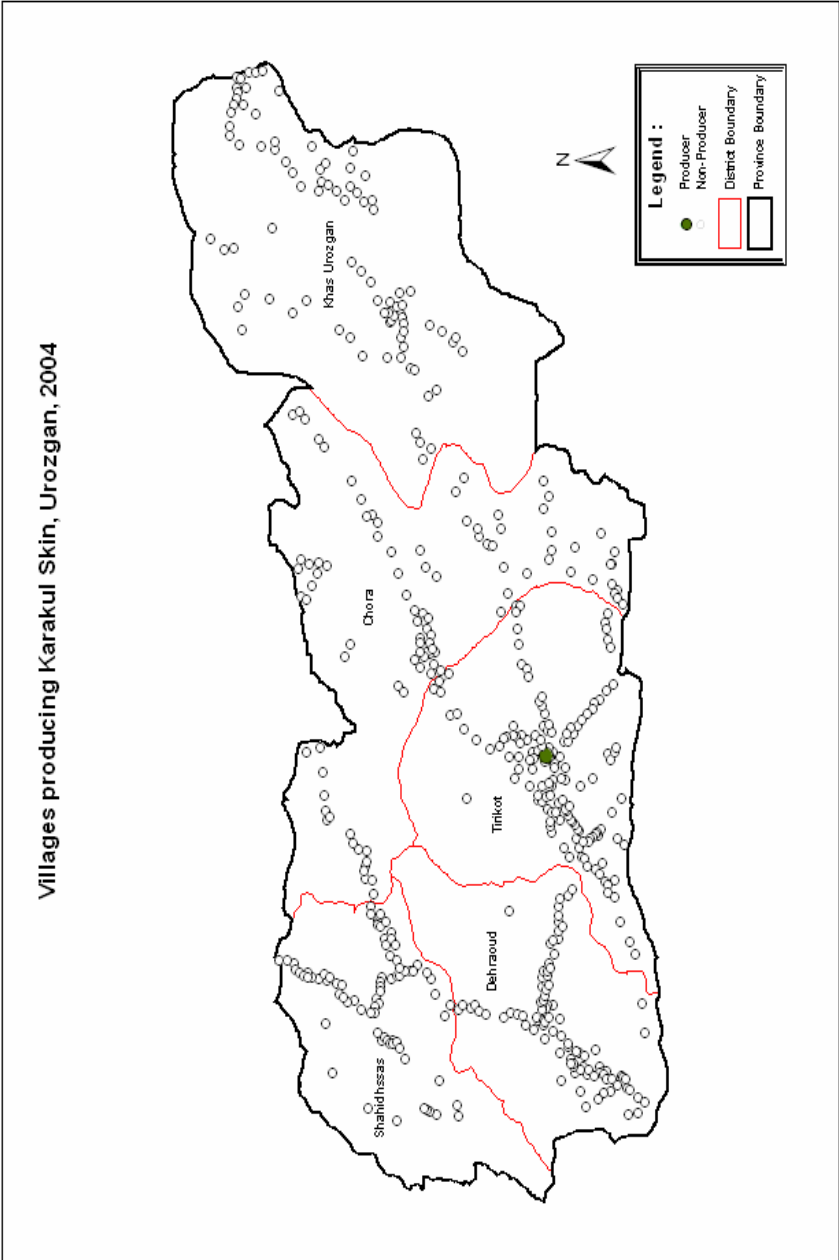 Villages producing Karakul Skin, Urozgan, 2004
Khas Urozgan
Chora
Tirikot
Dehraoud
Shahidhssas
N
Legend :
Producer
Non-Producer
District Boundary
Province Boundary